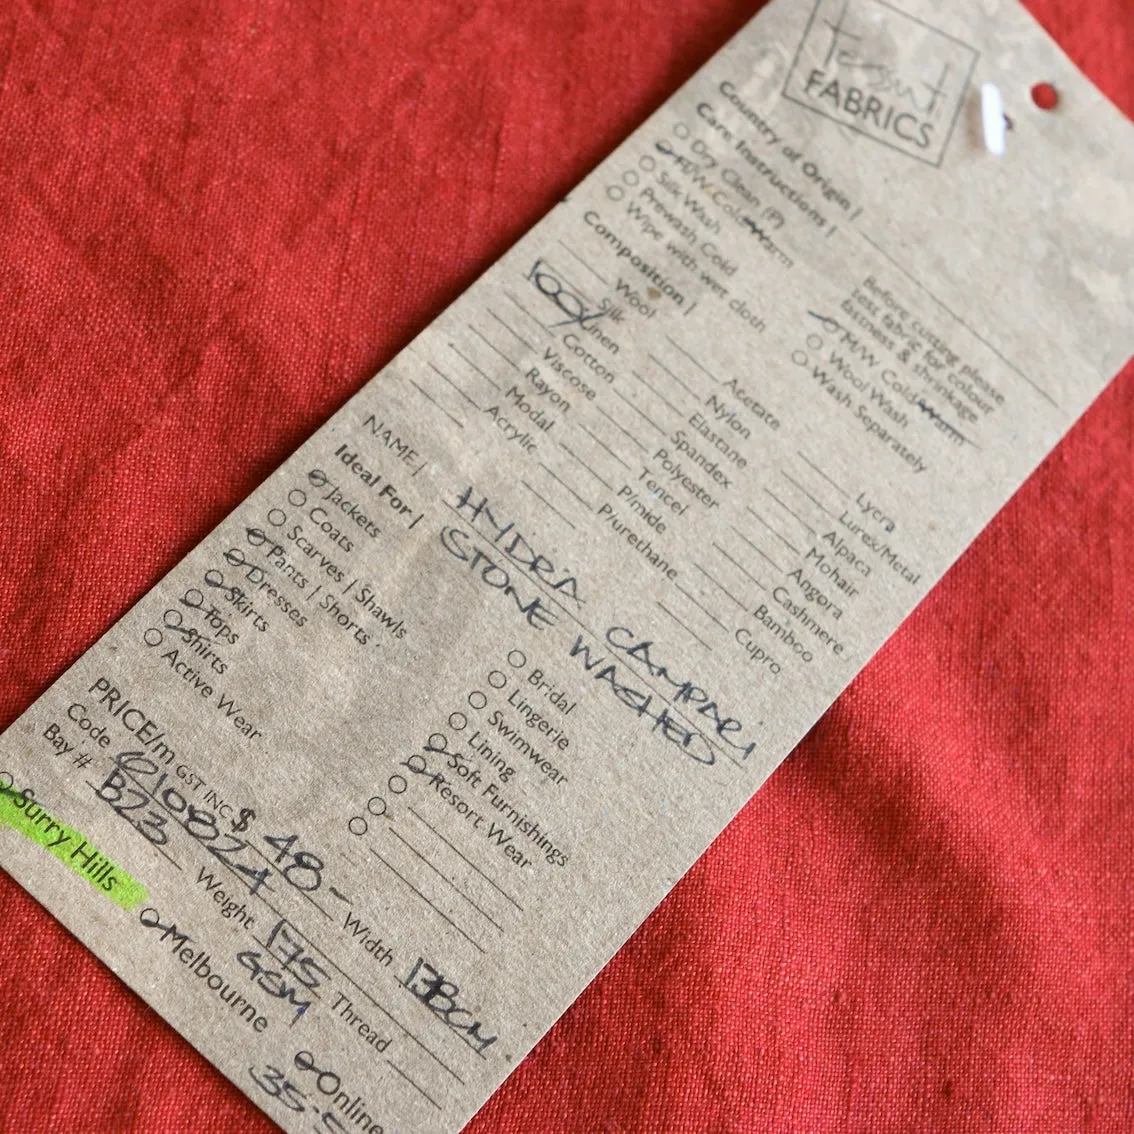 Tessuti
FABRICS
Country of Origin |
Care Instructions |
Dry Clean (P)
H/W Cold warm
Silk Wash
Prewash Cold
Wipe with wet cloth
Before cutting please
test fabric for colour
fastness & shrinkage
M/W Cold warm
Wool Wash
Wash Separately
Composition |
Wool
Silk
100% Linen
Cotton
Viscose
Rayon
Modal
Acrylic
Acetate
Nylon
Elastane
Spandex
Polyester
Tencel
P/mide
P/urethane
Lycra
Lurex/Metal
Alpaca
Mohair
Angora
Cashmere
Bamboo
Cupro
NAME | HYDRA CAMPARI
STONE WASHED
Ideal For |
Jackets
Coats
Scarves | Shawls
Pants | Shorts
Dresses
Skirts
Tops
Shirts
Active Wear
Bridal
Lingerie
Swimwear
Lining
Soft Furnishings
Resort Wear
PRICE/m GST INC $ 48-
Width 138CM
Code
Bay # B23
Weight 175 GSM
Thread
Surry Hills
Melbourne
Online